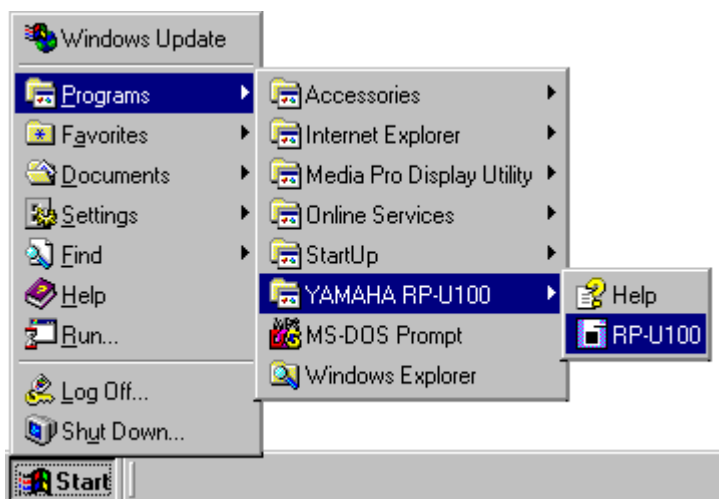 Windows Update
Programs
Favorites
Documents
Settings
Find
Help
Run...
Log Off...
Shut Down...
Start
Accessories
Internet Explorer
Media Pro Display Utility
Online Services
StartUp
YAMAHA RP-U100
MS-DOS Prompt
Windows Explorer
Help
RP-U100